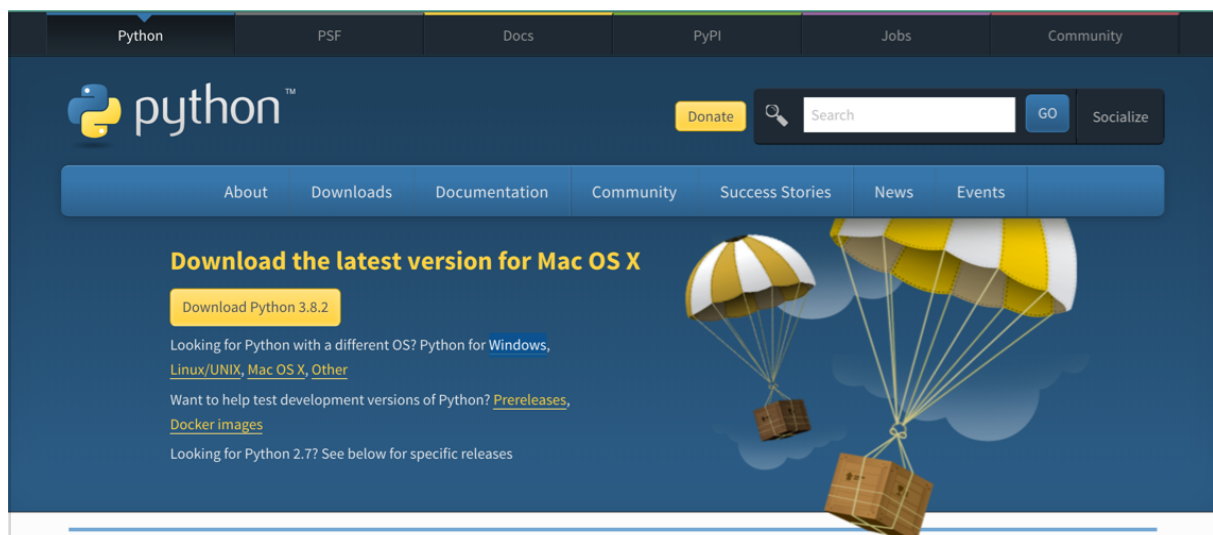 Python PSF Docs PyPI Jobs Community
python™
Donate Search GO Socialize
About Downloads Documentation Community Success Stories News Events
Download the latest version for Mac OS X
Download Python 3.8.2
Looking for Python with a different OS? Python for Windows,
Linux/UNIX, Mac OS X, Other
Want to help test development versions of Python? Prereleases,
Docker images
Looking for Python 2.7? See below for specific releases